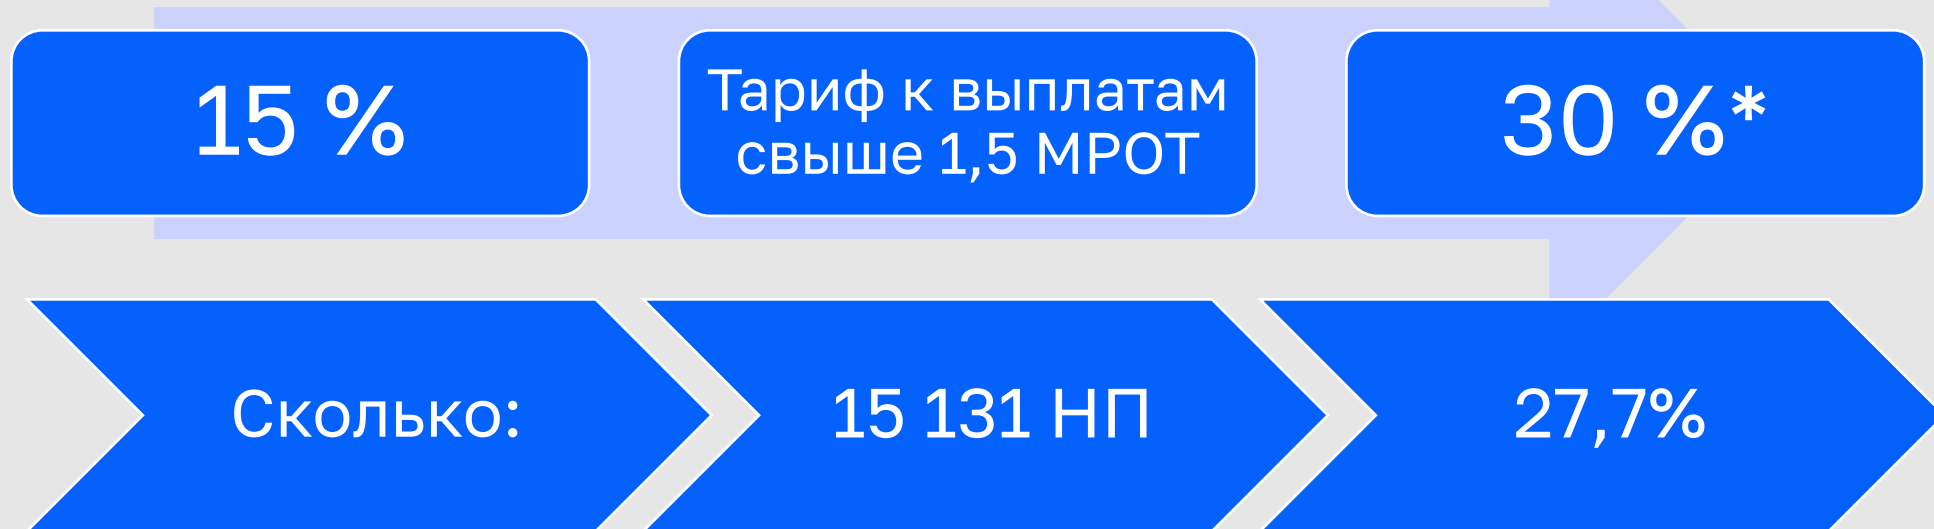 15 %
Тариф к выплатам
свыше 1,5 МРОТ
30 %*
Сколько:
15 131 НП
27,7%